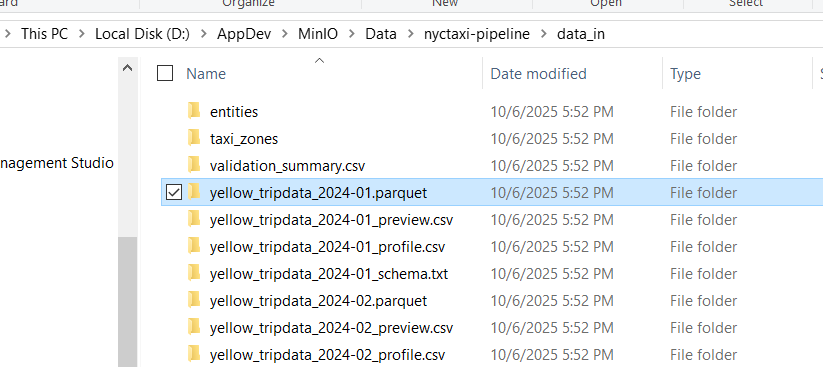 ard Organize New Open Select
This PC > Local Disk (D:) > AppDev > MinIO > Data > nyctaxi-pipeline > data_in
Name Date modified Type
entities 10/6/2025 5:52 PM File folder
taxi_zones 10/6/2025 5:52 PM File folder
nagement Studio validation_summary.csv 10/6/2025 5:52 PM File folder
yellow_tripdata_2024-01.parquet 10/6/2025 5:52 PM File folder
yellow_tripdata_2024-01_preview.csv 10/6/2025 5:52 PM File folder
yellow_tripdata_2024-01_profile.csv 10/6/2025 5:52 PM File folder
yellow_tripdata_2024-01_schema.txt 10/6/2025 5:52 PM File folder
yellow_tripdata_2024-02.parquet 10/6/2025 5:52 PM File folder
yellow_tripdata_2024-02_preview.csv 10/6/2025 5:52 PM File folder
yellow_tripdata_2024-02_profile.csv 10/6/2025 5:52 PM File folder